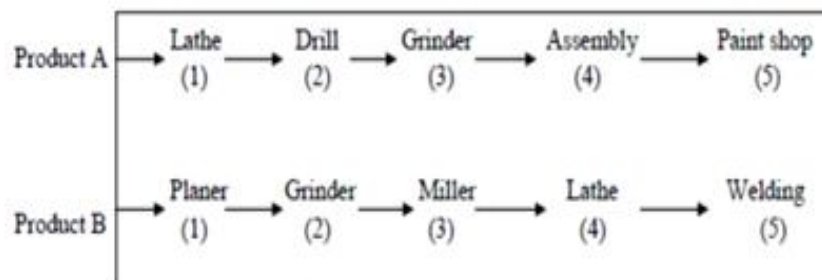 Product A
Lathe Drill Grinder Assembly Paint shop
(1) (2) (3) (4) (5)
Product B
Planer Grinder Miller Lathe Welding
(1) (2) (3) (4) (5)